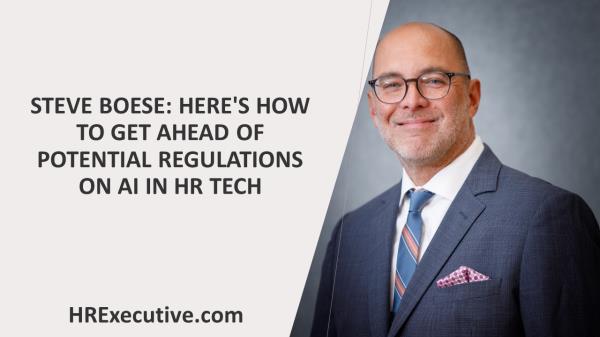 STEVE BOESE: HERE'S HOW
TO GET AHEAD OF
POTENTIAL REGULATIONS
ON AI IN HR TECH
HRExecutive.com